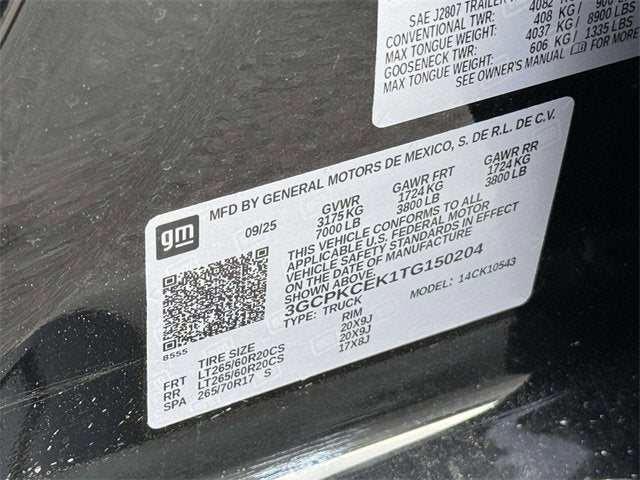 SAE J2807 TRAILER
CONVENTIONAL TWR: 4082 KG / 900
MAX TONGUE WEIGHT: 408 KG /
GOOSENECK TWR: 4037 KG / 8900 LBS
MAX TONGUE WEIGHT: 606 KG / 1335 LBS
SEE OWNER'S MANUAL FOR MORE
gm
MFD BY GENERAL MOTORS DE MEXICO, S. DE R.L. DE C.V.
09/25 GVWR GAWR FRT GAWR RR
3175 KG 1724 KG 1724 KG
7000 LB 3800 LB 3800 LB
THIS VEHICLE CONFORMS TO ALL
APPLICABLE U.S. FEDERAL MOTOR
VEHICLE SAFETY STANDARDS IN EFFECT
ON THE DATE OF MANUFACTURE
SHOWN ABOVE.
3GCPKCEK1TG150204
TYPE: TRUCK MODEL: 14CK10543
8555
TIRE SIZE RIM
FRT LT265/60R20CS 20X9J
RR LT265/60R20CS 20X9J
SPA 265/70R17 S 17X8J